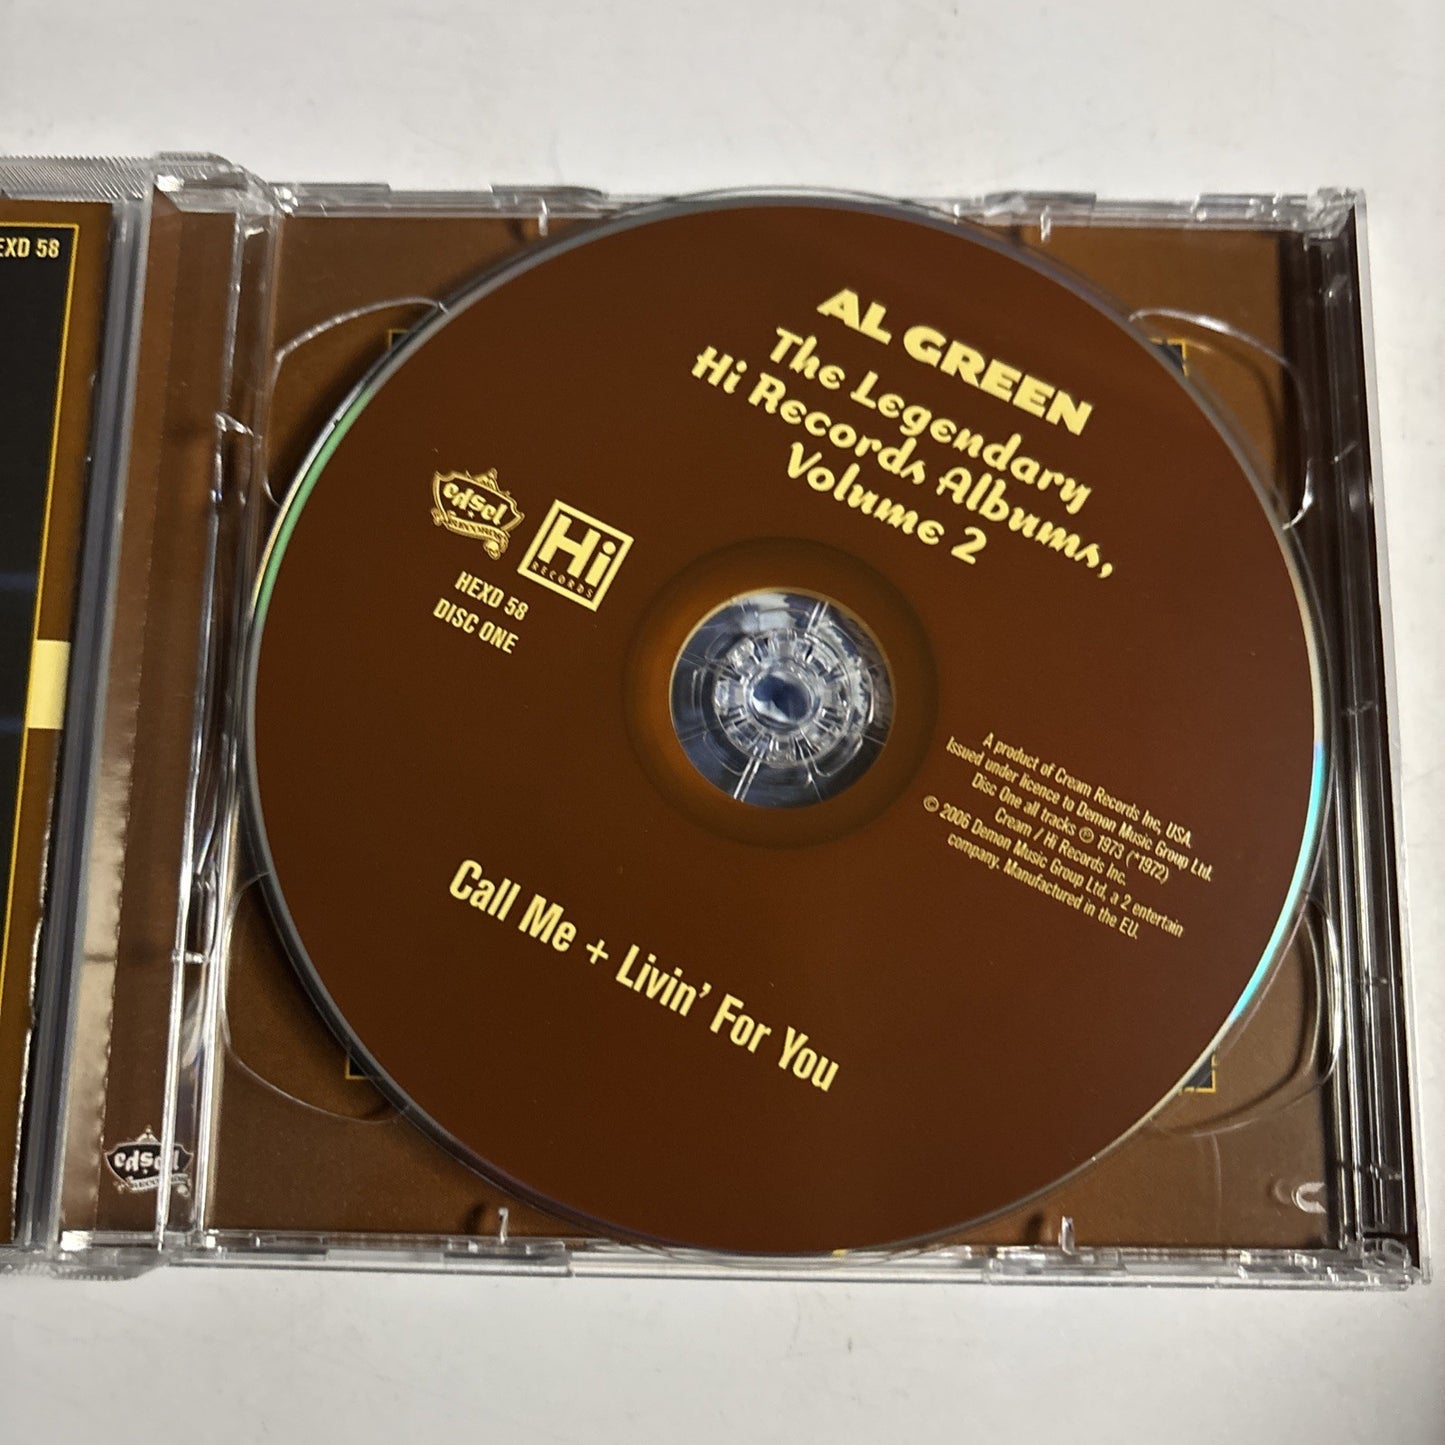 EXD 58
AL GREEN
The Legendary
Hi Records Albums,
Volume 2
edsel
RECORDS
Hi
RECORDS
HEXD 58
DISC ONE
A product of Cream Records Inc, USA.
Issued under licence to Demon Music Group Ltd.
Disc One all tracks ℗ 1973 (*1972)
Cream / Hi Records Inc.
© 2006 Demon Music Group Ltd, a 2 entertain
company. Manufactured in the EU.
Call Me + Livin' For You
edsel
RECORDS